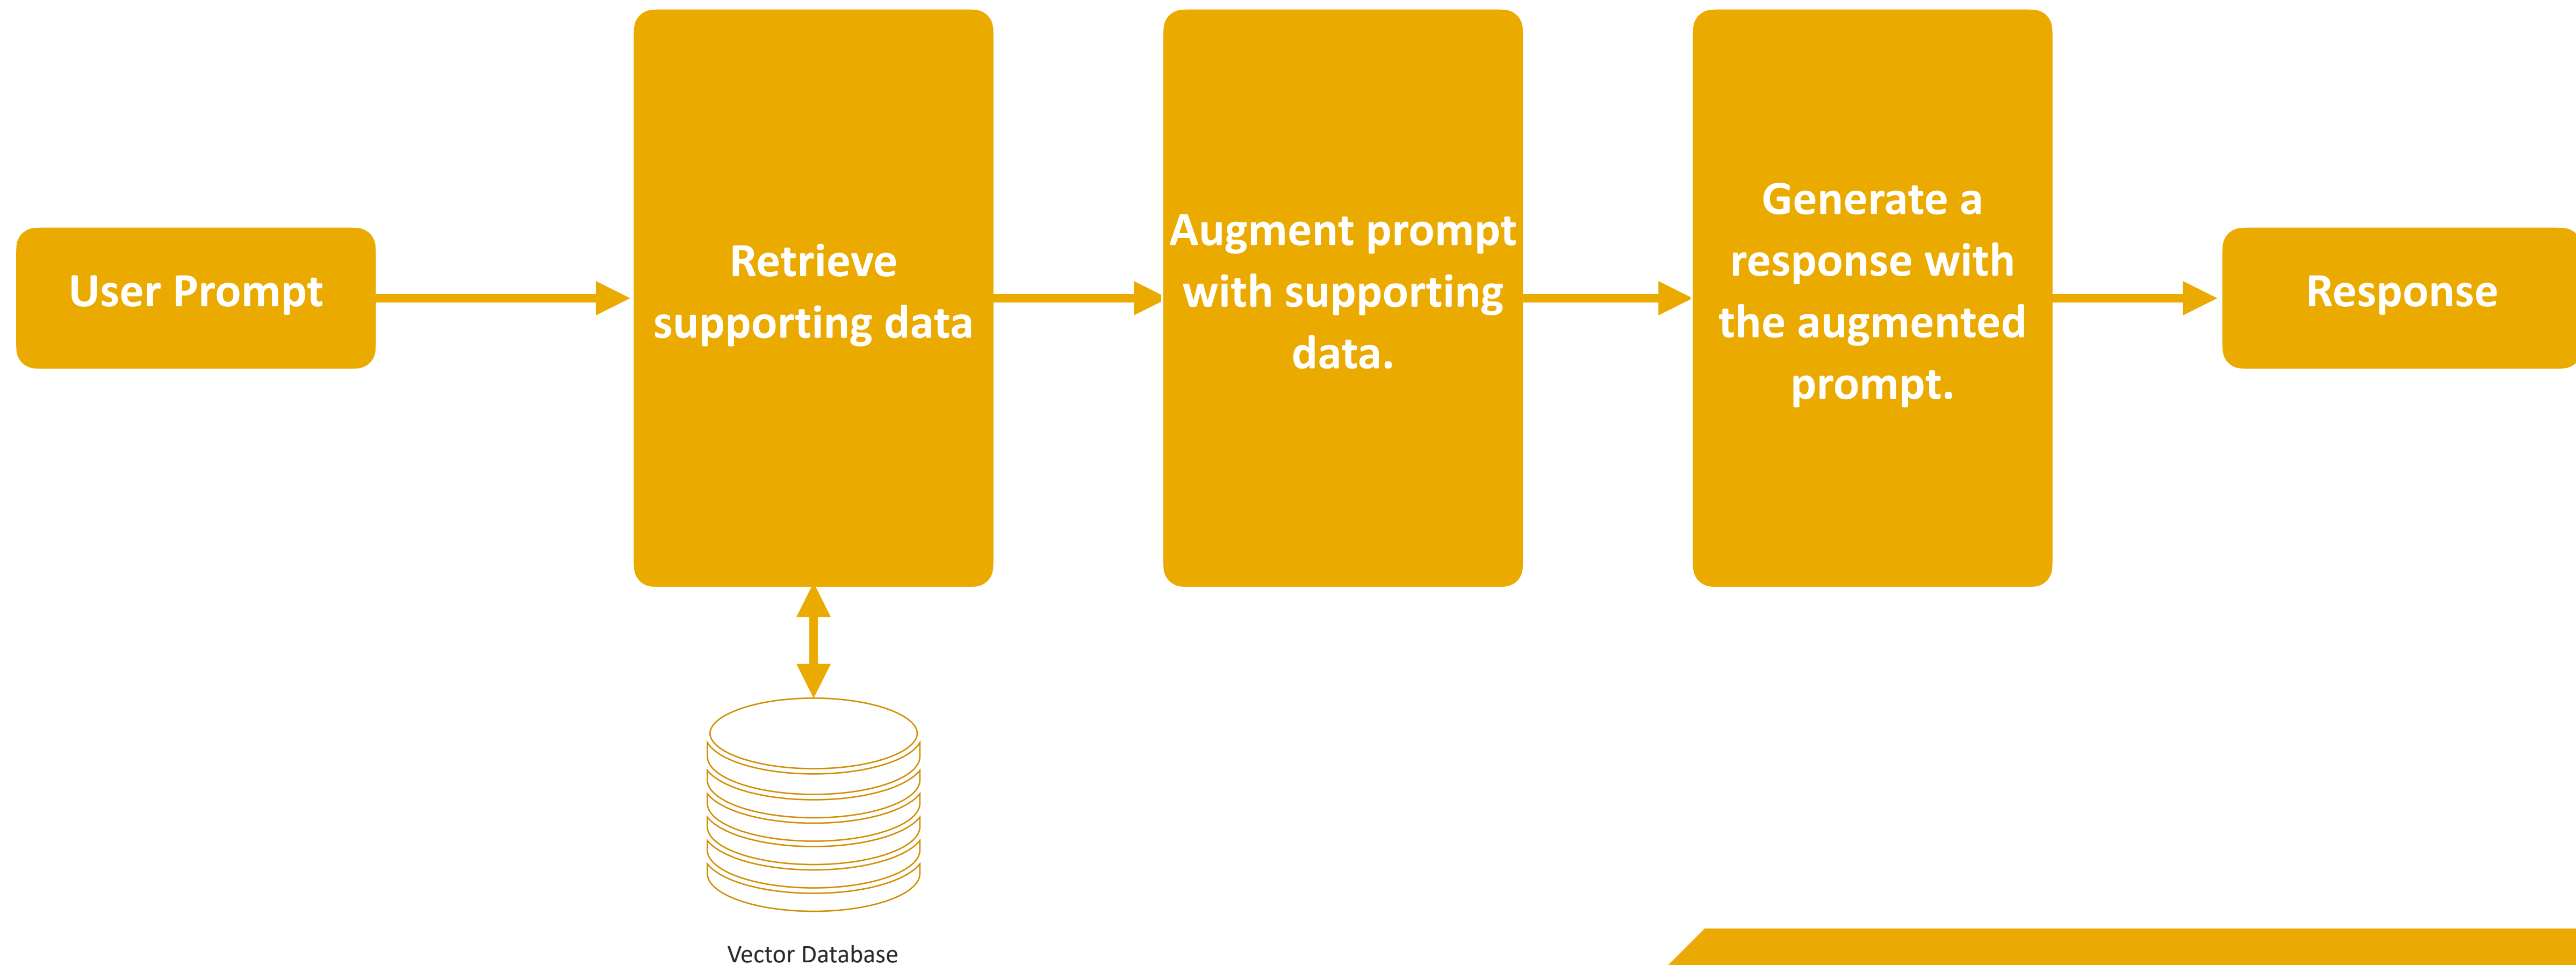 User Prompt
Retrieve
supporting data
Augment prompt
with supporting
data.
Generate a
response with
the augmented
prompt.
Response
Vector Database